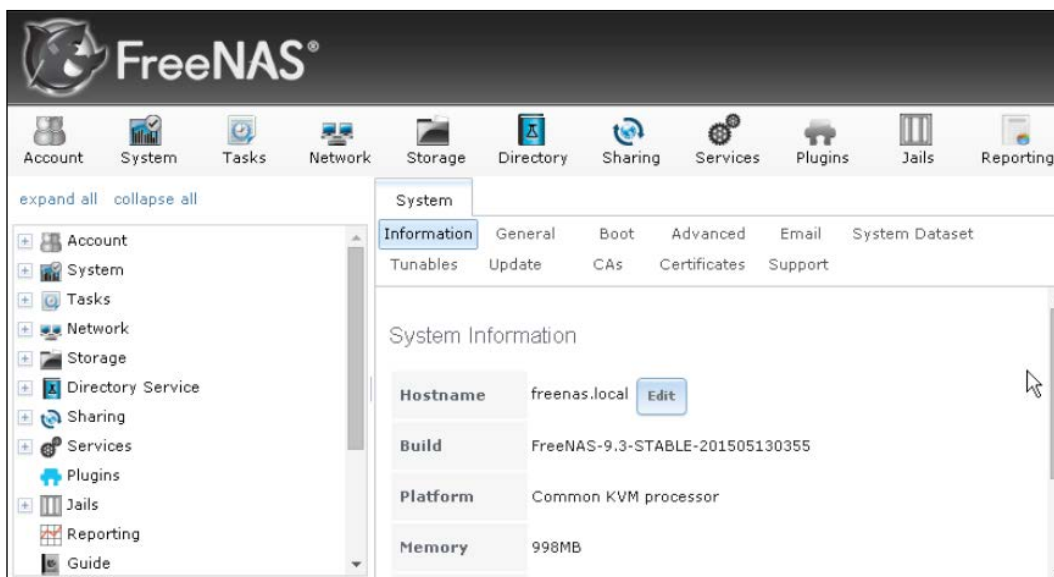 FreeNAS®
Account System Tasks Network Storage Directory Sharing Services Plugins Jails Reporting
expand all collapse all
Account
System
Tasks
Network
Storage
Directory Service
Sharing
Services
Plugins
Jails
Reporting
Guide
System
Information General Boot Advanced Email System Dataset
Tunables Update CAs Certificates Support
System Information
Hostname freenas.local Edit
Build FreeNAS-9.3-STABLE-201505130355
Platform Common KVM processor
Memory 998MB